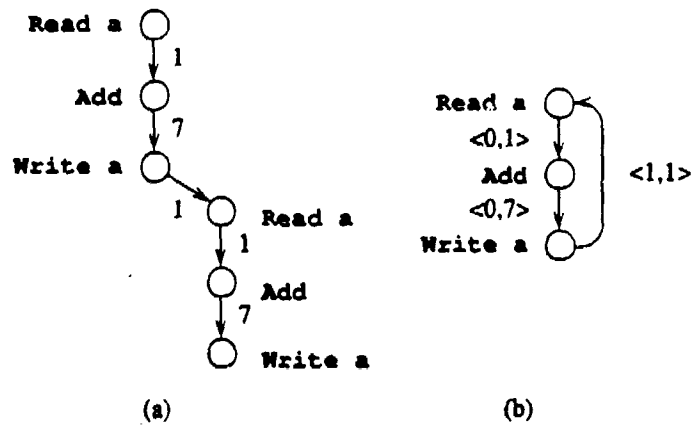 Read a
1
Add
7
Write a
1
Read a
1
Add
7
Write a
(a)
Read a
<0,1>
Add
<0,7>
Write a
<1,1>
(b)